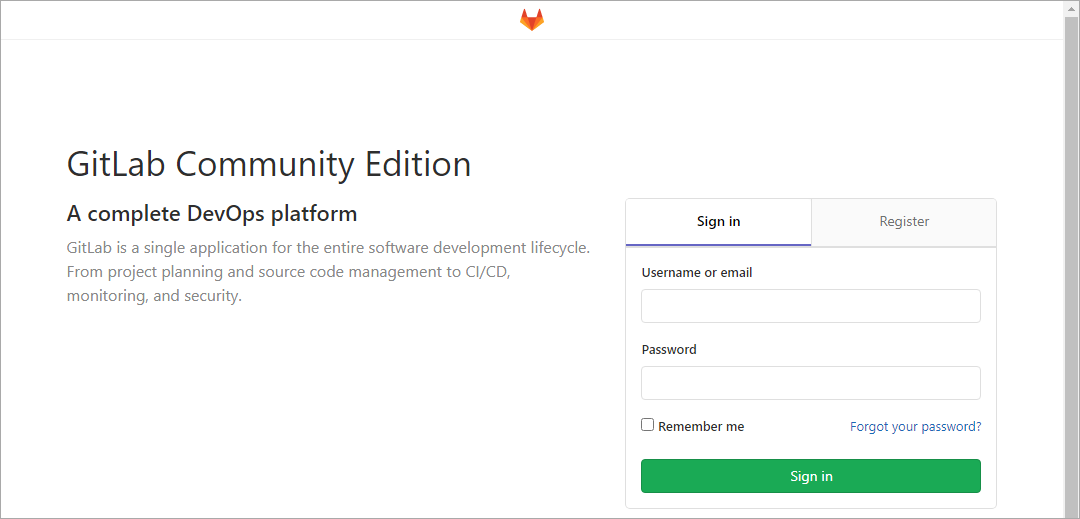 GitLab Community Edition
A complete DevOps platform
GitLab is a single application for the entire software development lifecycle.
From project planning and source code management to CI/CD,
monitoring, and security.
Sign in
Register
Username or email
Password
Remember me
Forgot your password?
Sign in